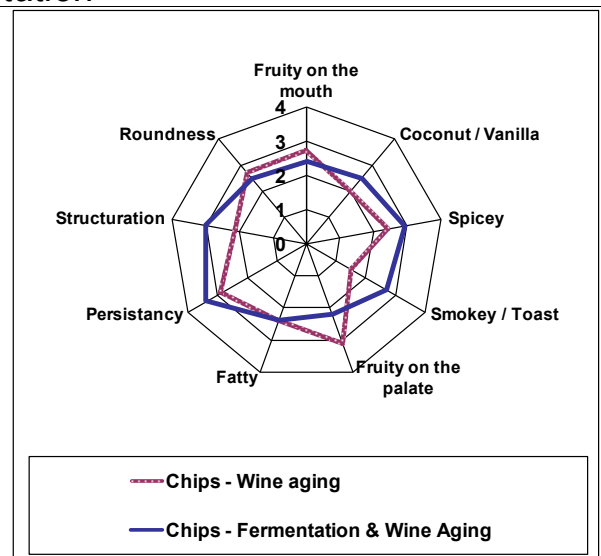 Fruity on the
mouth
4
Roundness
Coconut / Vanilla
3
2
Structuration
Spicey
1
0
Persistancy
Smokey / Toast
Fatty
Fruity on the
palate
Chips - Wine aging
Chips - Fermentation & Wine Aging